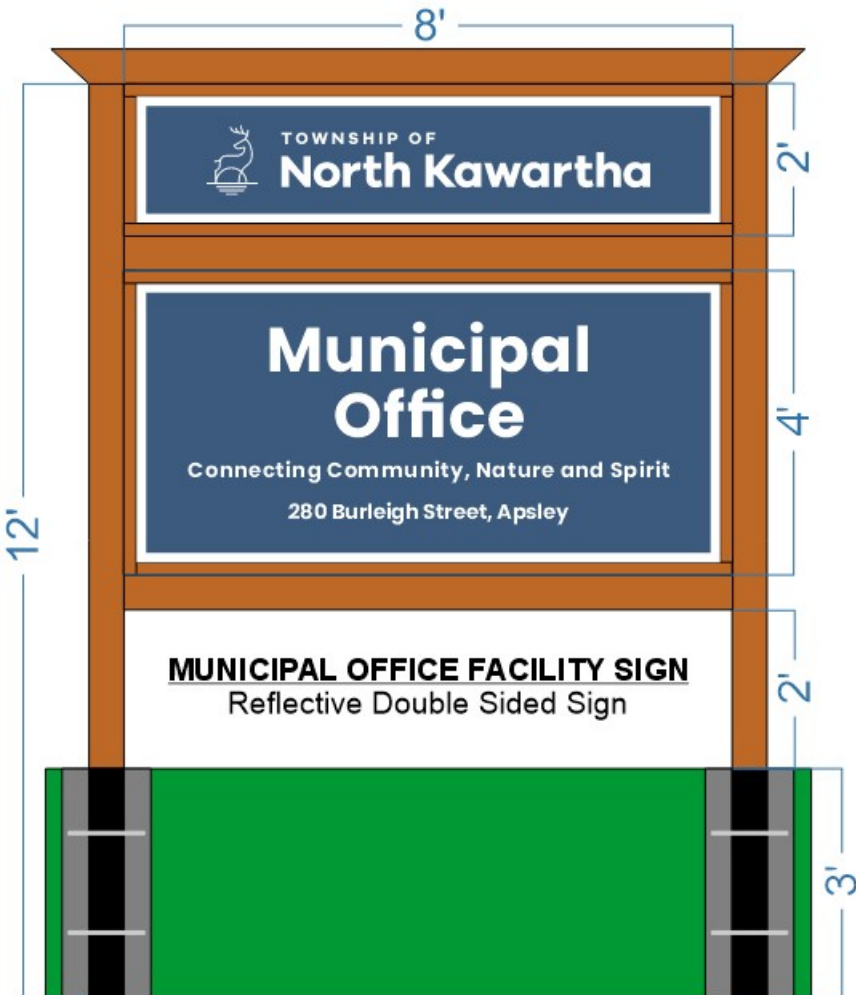 8'
TOWNSHIP OF
North Kawartha
2'
Municipal
Office
Connecting Community, Nature and Spirit
280 Burleigh Street, Apsley
4'
12'
MUNICIPAL OFFICE FACILITY SIGN
Reflective Double Sided Sign
2'
3'